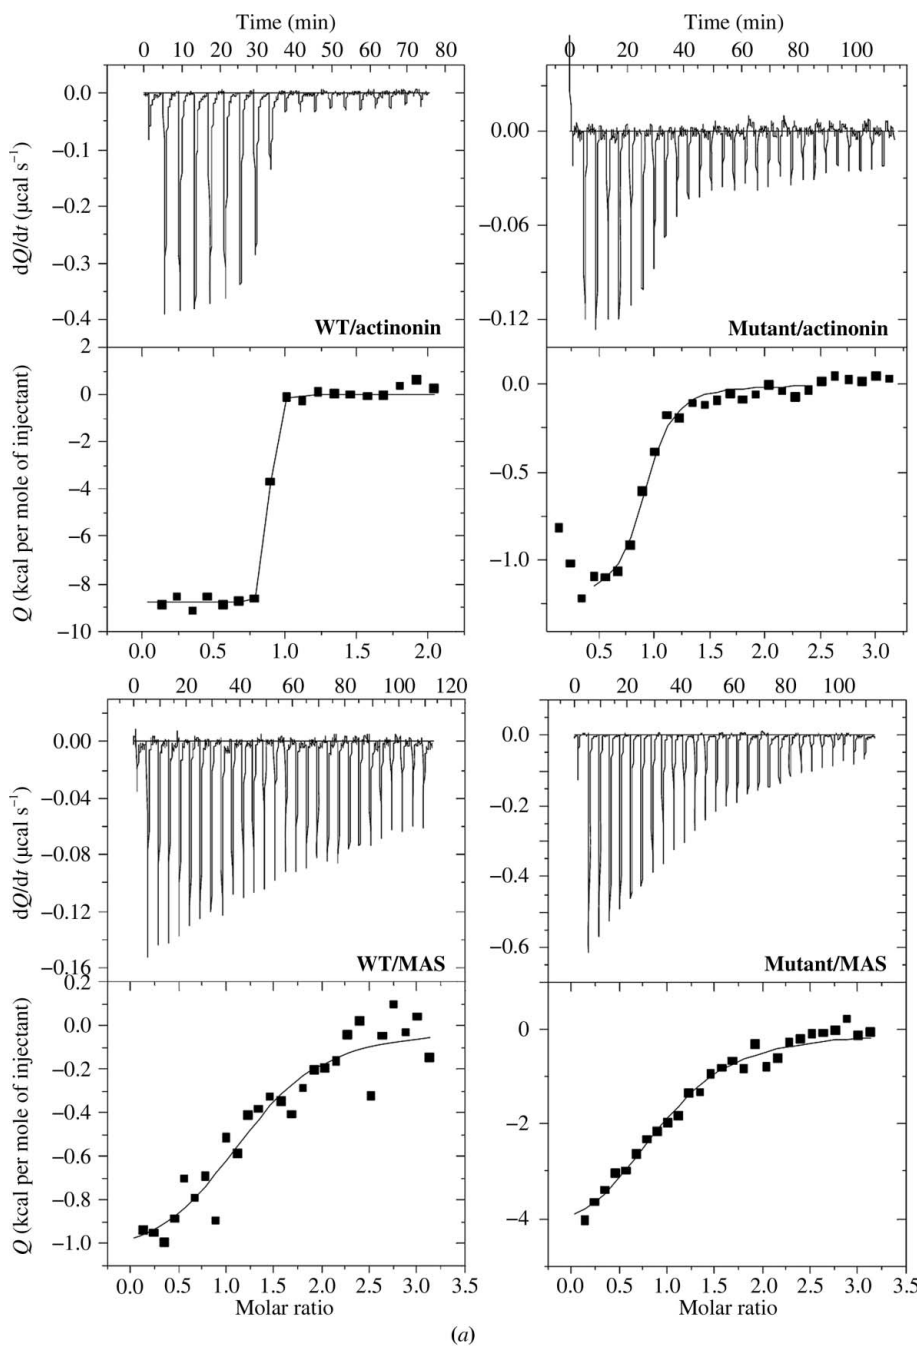 Time (min) Time (min)
0 10 20 30 40 50 60 70 80 0 20 40 60 80 100
0.0
−0.1
−0.2
−0.3
−0.4
dQ/dt (μcal s⁻¹)
WT/actinonin
0.00
−0.06
−0.12
Mutant/actinonin
2
0
−2
−4
−6
−8
−10
Q (kcal per mole of injectant)
0.0 0.5 1.0 1.5 2.0
0.0
−0.5
−1.0
0.5 1.0 1.5 2.0 2.5 3.0
0 20 40 60 80 100 120 0 20 40 60 80 100
0.00
−0.04
−0.08
−0.12
−0.16
dQ/dt (μcal s⁻¹)
WT/MAS
0.0
−0.2
−0.4
−0.6
Mutant/MAS
0.2
0.0
−0.2
−0.4
−0.6
−0.8
−1.0
Q (kcal per mole of injectant)
0.0 0.5 1.0 1.5 2.0 2.5 3.0 3.5
Molar ratio
0
−2
−4
0.0 0.5 1.0 1.5 2.0 2.5 3.0 3.5
Molar ratio
(a)